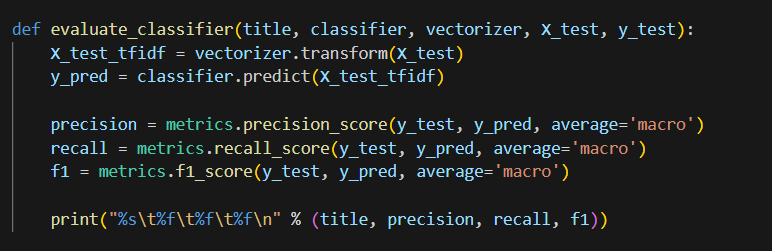 def evaluate_classifier(title, classifier, vectorizer, X_test, y_test):
    X_test_tfidf = vectorizer.transform(X_test)
    y_pred = classifier.predict(X_test_tfidf)

    precision = metrics.precision_score(y_test, y_pred, average='macro')
    recall = metrics.recall_score(y_test, y_pred, average='macro')
    f1 = metrics.f1_score(y_test, y_pred, average='macro')

    print("%s\t%f\t%f\t%f\n" % (title, precision, recall, f1))